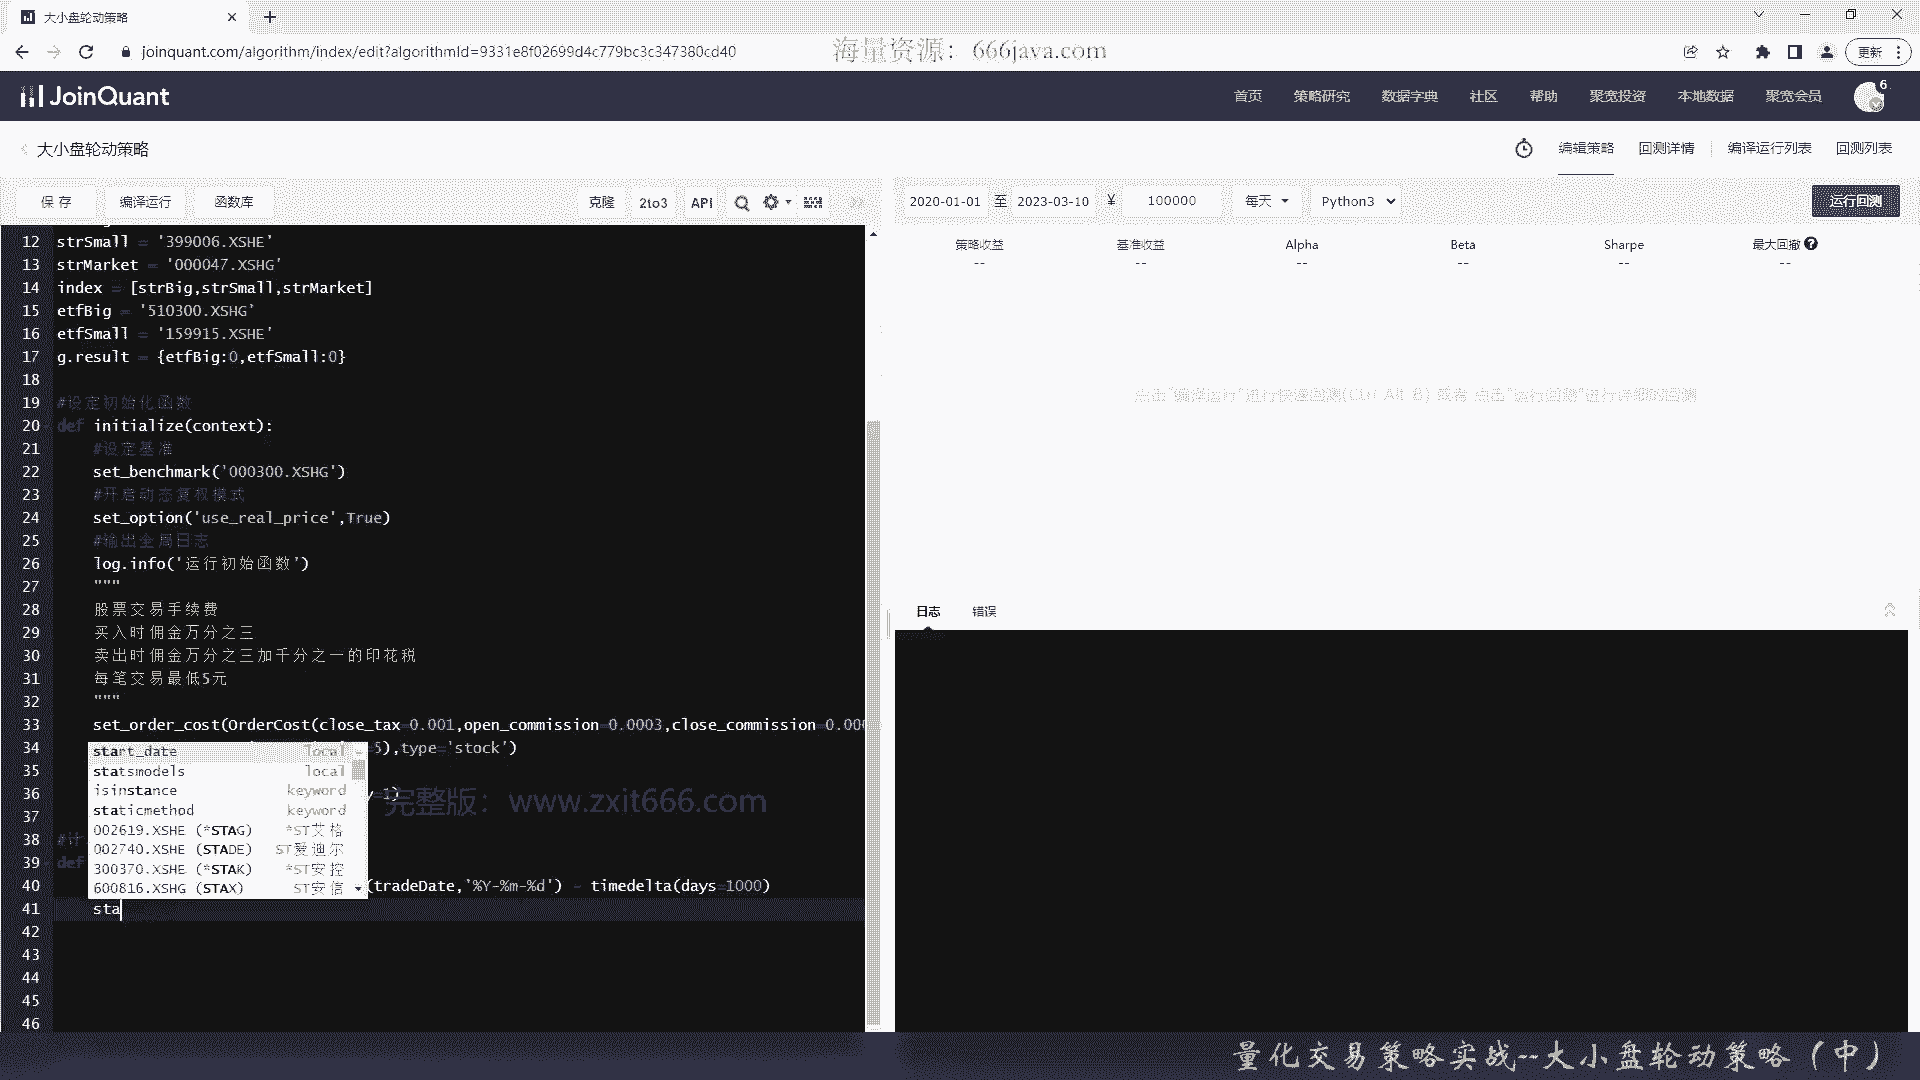 大小盘轮动策略
joinquant.com/algorithm/index/edit?algorithmId=9331e8f02699d4c779bc3c347380cd40
海量资源：666java.com
更新
JoinQuant
首页 策略研究 数据字典 社区 帮助 聚宽投资 本地数据 聚宽会员 6
大小盘轮动策略
编辑策略 回测详情 编译运行列表 回测列表
保存 编译运行 函数库 克隆 2to3 API
2020-01-01 至 2023-03-10 ¥ 100000 每天 Python3 运行回测
策略收益 基准收益 Alpha Beta Sharpe 最大回撤
-- -- -- -- -- --
点击"编译运行"进行快速回测(Ctrl+Alt+B) 或者 点击"运行回测"进行详细的回测
日志 错误
12 strSmall = '399006.XSHE'
13 strMarket = '000047.XSHG'
14 index = [strBig,strSmall,strMarket]
15 etfBig = '510300.XSHG'
16 etfSmall = '159915.XSHE'
17 g.result = {etfBig:0,etfSmall:0}
18
19 #设定初始化函数
20 def initialize(context):
21 #设定基准
22 set_benchmark('000300.XSHG')
23 #开启动态复权模式
24 set_option('use_real_price',True)
25 #输出全局日志
26 log.info('运行初始函数')
27 """
28 股票交易手续费
29 买入时佣金万分之三
30 卖出时佣金万分之三加千分之一的印花税
31 每笔交易最低5元
32 """
33 set_order_cost(OrderCost(close_tax=0.001,open_commission=0.0003,close_commission=0.000
34 =5),type='stock')
35
36 y=1)
37
38 #计
39 def
40 (tradeDate,'%Y-%m-%d') - timedelta(days=1000)
41 sta
42
43
44
45
46
start_date local
statsmodels local
isinstance keyword
staticmethod keyword
002619.XSHE (*STAG) *ST艾格
002740.XSHE (STADE) ST爱迪尔
300370.XSHE (*STAK) *ST安控
600816.XSHG (STAX) ST安信
完整版：www.zxit666.com
量化交易策略实战--大小盘轮动策略（中）